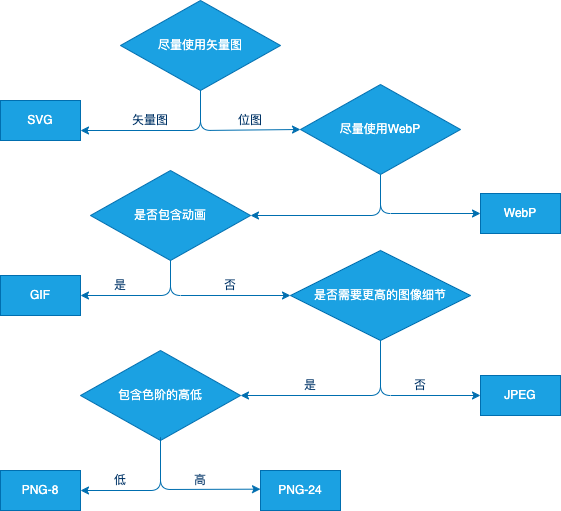 尽量使用矢量图
SVG
矢量图
位图
尽量使用WebP
是否包含动画
WebP
GIF
是
否
是否需要更高的图像细节
包含色阶的高低
是
否
JPEG
PNG-8
低
高
PNG-24